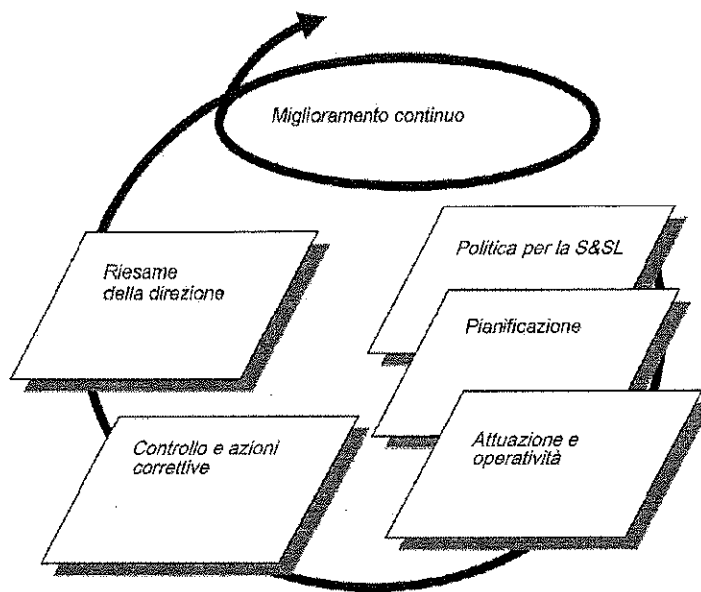 Miglioramento continuo
Politica per la S&SL
Riesame
della direzione
Pianificazione
Controllo e azioni
correttive
Attuazione e
operatività